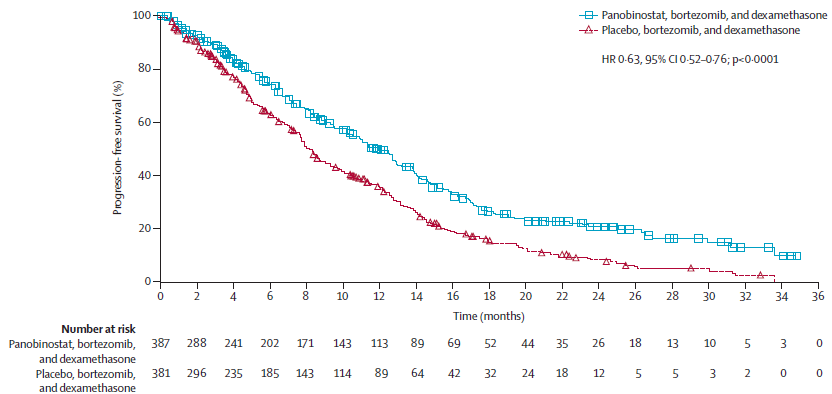 Panobinostat, bortezomib, and dexamethasone
Placebo, bortezomib, and dexamethasone
HR 0·63, 95% CI 0·52–0·76; p<0·0001
Progression-free survival (%)
100
80
60
40
20
0
0 2 4 6 8 10 12 14 16 18 20 22 24 26 28 30 32 34 36
Time (months)
Number at risk
Panobinostat, bortezomib, 387 288 241 202 171 143 113 89 69 52 44 35 26 18 13 10 5 3 0
and dexamethasone
Placebo, bortezomib, 381 296 235 185 143 114 89 64 42 32 24 18 12 5 5 3 2 0 0
and dexamethasone